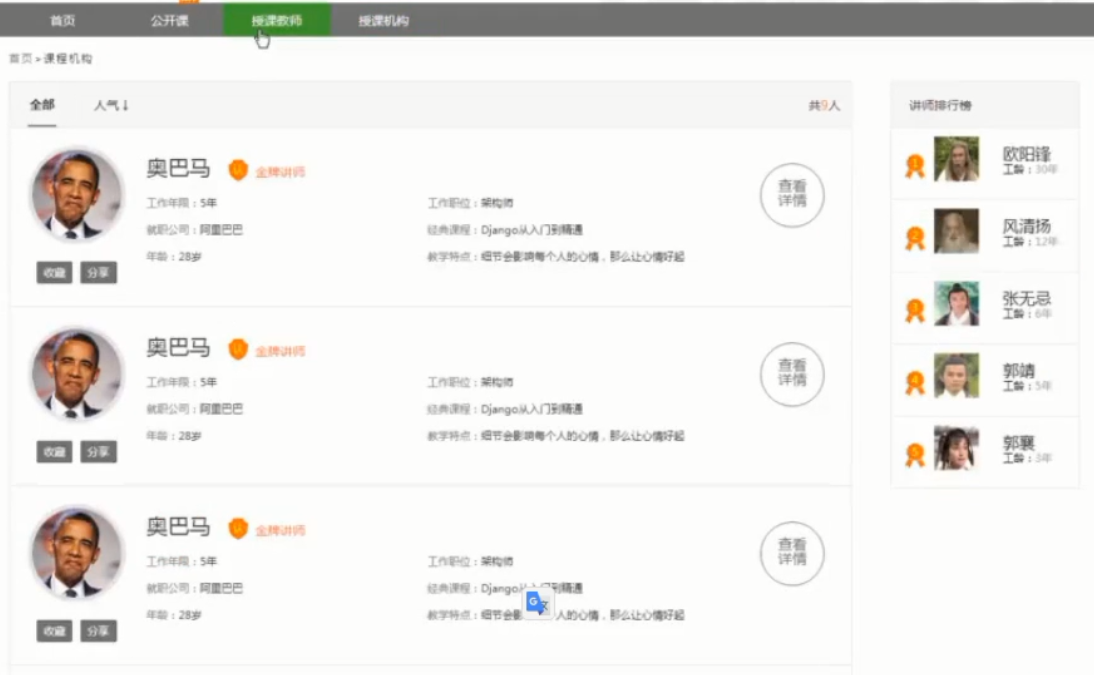 首页 公开课 授课教师 授课机构
首页 > 课程机构
全部 人气↓ 共9人
奥巴马 金牌讲师
工作年限：5年 工作职位：架构师
就职公司：阿里巴巴 经典课程：Django从入门到精通
年龄：28岁 教学特点：细节会影响每个人的心情，那么让心情好起
收藏 分享
查看
详情
奥巴马 金牌讲师
工作年限：5年 工作职位：架构师
就职公司：阿里巴巴 经典课程：Django从入门到精通
年龄：28岁 教学特点：细节会影响每个人的心情，那么让心情好起
收藏 分享
查看
详情
奥巴马 金牌讲师
工作年限：5年 工作职位：架构师
就职公司：阿里巴巴 经典课程：Django从入门到精通
年龄：28岁 教学特点：细节会 人的心情，那么让心情好起
收藏 分享
查看
详情
讲师排行榜
1 欧阳锋
工龄：30年
2 风清扬
工龄：12年
3 张无忌
工龄：6年
4 郭靖
工龄：5年
5 郭襄
工龄：3年